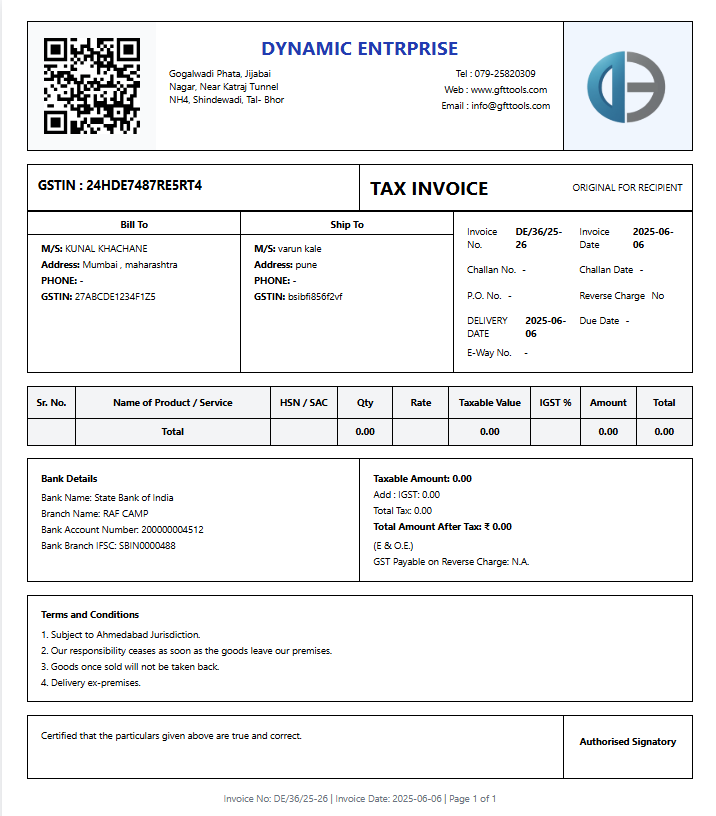 DYNAMIC ENTRPRISE
Gogalwadi Phata, Jijabai
Nagar, Near Katraj Tunnel
NH4, Shindewadi, Tal- Bhor
Tel : 079-25820309
Web : www.gfttools.com
Email : info@gfttools.com
GSTIN : 24HDE7487RE5RT4
TAX INVOICE
ORIGINAL FOR RECIPIENT
Bill To
M/S: KUNAL KHACHANE
Address: Mumbai , maharashtra
PHONE: -
GSTIN: 27ABCDE1234F1Z5
Ship To
M/S: varun kale
Address: pune
PHONE: -
GSTIN: bsibfi856f2vf
Invoice No. DE/36/25-26 Invoice Date 2025-06-06
Challan No. - Challan Date -
P.O. No. - Reverse Charge No
DELIVERY DATE 2025-06-06 Due Date -
E-Way No. -
Sr. No. Name of Product / Service HSN / SAC Qty Rate Taxable Value IGST % Amount Total
Total 0.00 0.00 0.00 0.00
Bank Details
Bank Name: State Bank of India
Branch Name: RAF CAMP
Bank Account Number: 200000004512
Bank Branch IFSC: SBIN0000488
Taxable Amount: 0.00
Add : IGST: 0.00
Total Tax: 0.00
Total Amount After Tax: ₹ 0.00
(E & O.E.)
GST Payable on Reverse Charge: N.A.
Terms and Conditions
1. Subject to Ahmedabad Jurisdiction.
2. Our responsibility ceases as soon as the goods leave our premises.
3. Goods once sold will not be taken back.
4. Delivery ex-premises.
Certified that the particulars given above are true and correct.
Authorised Signatory
Invoice No: DE/36/25-26 | Invoice Date: 2025-06-06 | Page 1 of 1